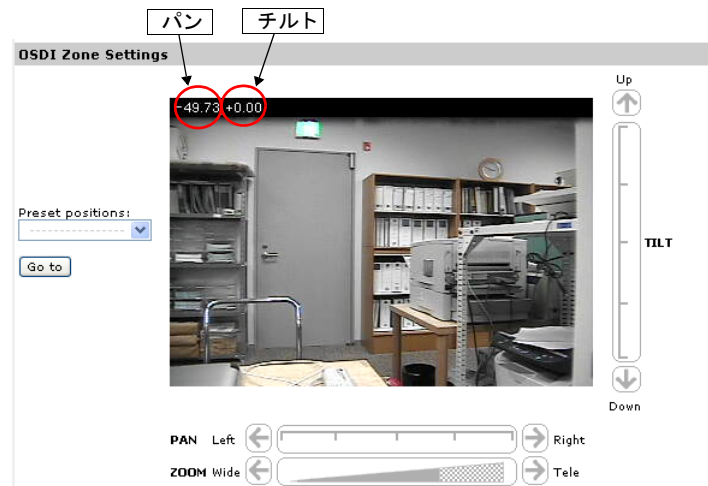 パン
チルト
OSDI Zone Settings
-49.73 +0.00
Up
Preset positions:
Go to
TILT
Down
PAN Left Right
ZOOM Wide Tele